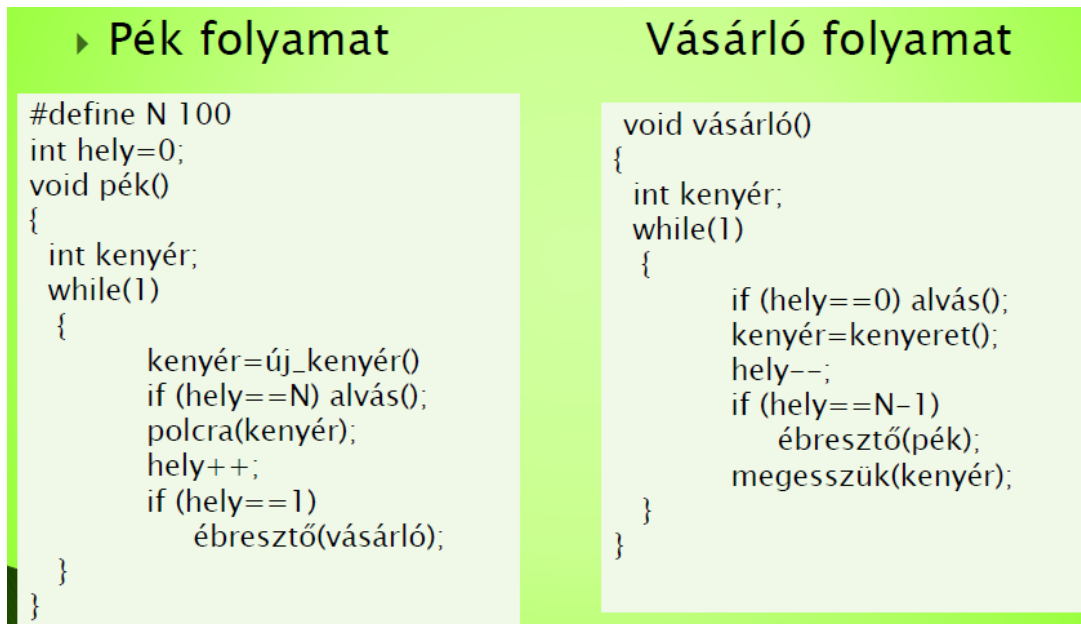 Pék folyamat
#define N 100
int hely=0;
void pék()
{
int kenyér;
while(1)
{
kenyér=új_kenyér()
if (hely==N) alvás();
polcra(kenyér);
hely++;
if (hely==1)
ébresztő(vásárló);
}
}
Vásárló folyamat
void vásárló()
{
int kenyér;
while(1)
{
if (hely==0) alvás();
kenyér=kenyeret();
hely--;
if (hely==N-1)
ébresztő(pék);
megesszük(kenyér);
}
}